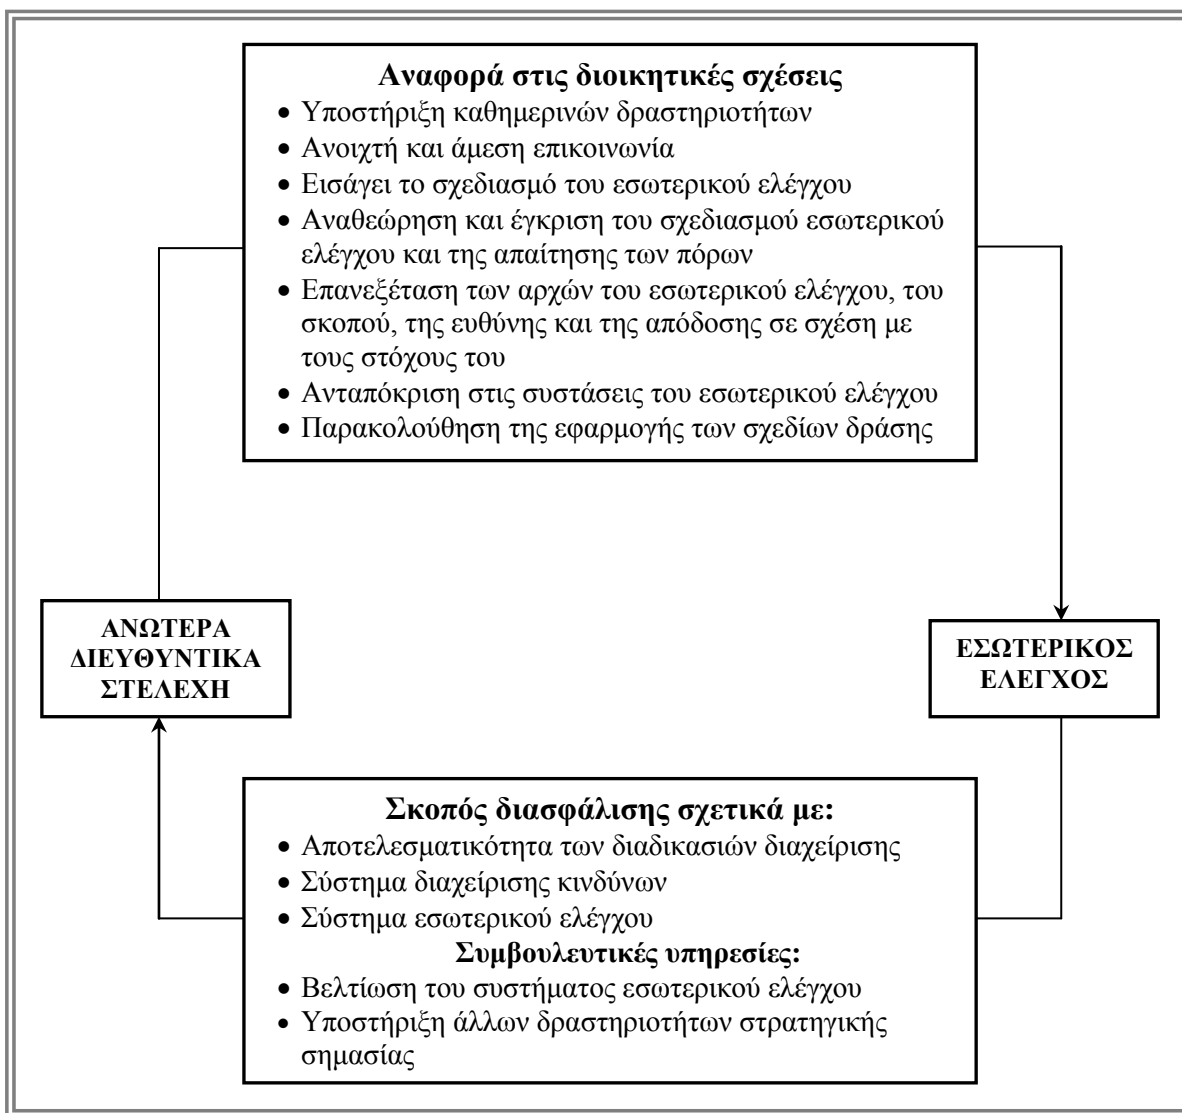 Αναφορά στις διοικητικές σχέσεις
• Υποστήριξη καθημερινών δραστηριοτήτων
• Ανοιχτή και άμεση επικοινωνία
• Εισάγει το σχεδιασμό του εσωτερικού ελέγχου
• Αναθεώρηση και έγκριση του σχεδιασμού εσωτερικού
ελέγχου και της απαίτησης των πόρων
• Επανεξέταση των αρχών του εσωτερικού ελέγχου, του
σκοπού, της ευθύνης και της απόδοσης σε σχέση με
τους στόχους του
• Ανταπόκριση στις συστάσεις του εσωτερικού ελέγχου
• Παρακολούθηση της εφαρμογής των σχεδίων δράσης
ΑΝΩΤΕΡΑ
ΔΙΕΥΘΥΝΤΙΚΑ
ΣΤΕΛΕΧΗ
ΕΣΩΤΕΡΙΚΟΣ
ΕΛΕΓΧΟΣ
Σκοπός διασφάλισης σχετικά με:
• Αποτελεσματικότητα των διαδικασιών διαχείρισης
• Σύστημα διαχείρισης κινδύνων
• Σύστημα εσωτερικού ελέγχου
Συμβουλευτικές υπηρεσίες:
• Βελτίωση του συστήματος εσωτερικού ελέγχου
• Υποστήριξη άλλων δραστηριοτήτων στρατηγικής
σημασίας